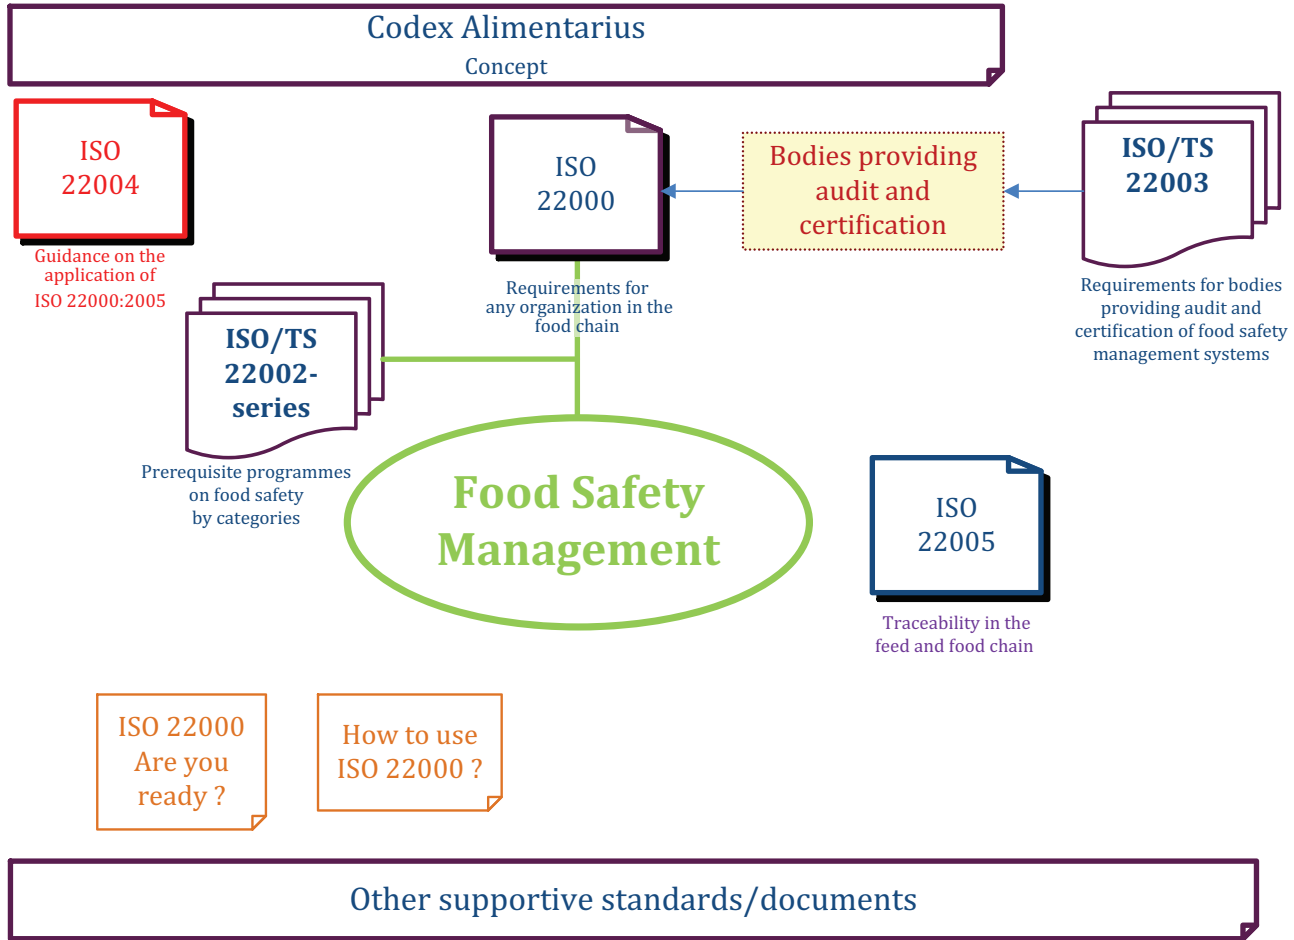 Codex Alimentarius
Concept
ISO
22004
Guidance on the
application of
ISO 22000:2005
ISO
22000
Requirements for
any organization in the
food chain
Bodies providing
audit and
certification
ISO/TS
22003
Requirements for bodies
providing audit and
certification of food safety
management systems
ISO/TS
22002-
series
Prerequisite programmes
on food safety
by categories
Food Safety
Management
ISO
22005
Traceability in the
feed and food chain
ISO 22000
Are you
ready ?
How to use
ISO 22000 ?
Other supportive standards/documents